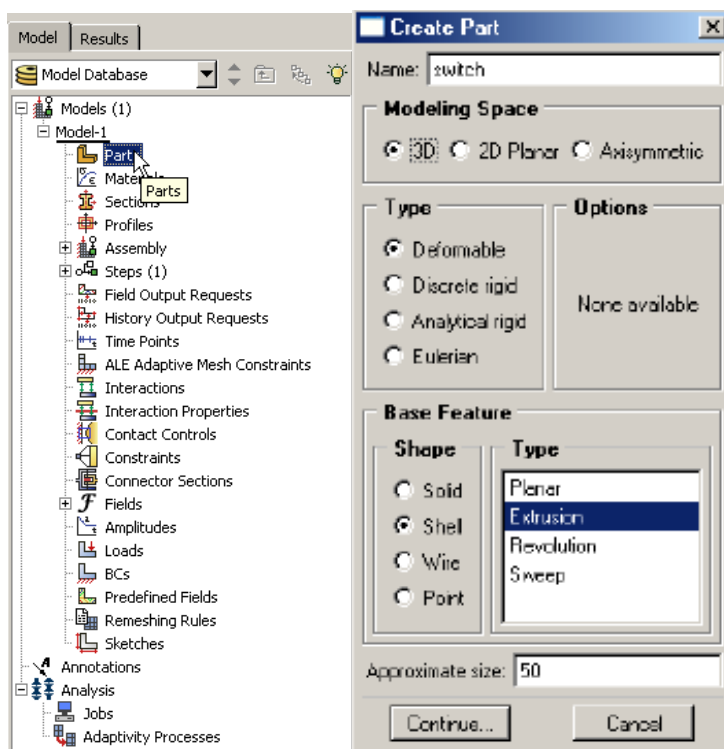 Model
Results
Model Database
Models (1)
Model-1
Parts
Materials
Parts
Sections
Profiles
Assembly
Steps (1)
Field Output Requests
History Output Requests
Time Points
ALE Adaptive Mesh Constraints
Interactions
Interaction Properties
Contact Controls
Constraints
Connector Sections
Fields
Amplitudes
Loads
BCs
Predefined Fields
Remeshing Rules
Sketches
Annotations
Analysis
Jobs
Adaptivity Processes
Create Part
Name: switch
Modeling Space
3D 2D Planar Axisymmetric
Type
Deformable
Discrete rigid
Analytical rigid
Eulerian
Options
None available
Base Feature
Shape
Solid
Shell
Wire
Point
Type
Planar
Extrusion
Revolution
Sweep
Approximate size: 50
Continue... Cancel